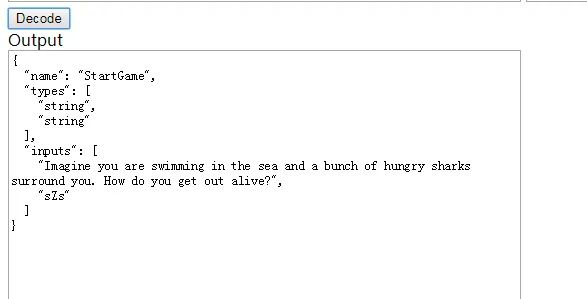 Decode
Output
{
"name": "StartGame",
"types": [
"string",
"string"
],
"inputs": [
"Imagine you are swimming in the sea and a bunch of hungry sharks
surround you. How do you get out alive?",
"sZs"
]
}